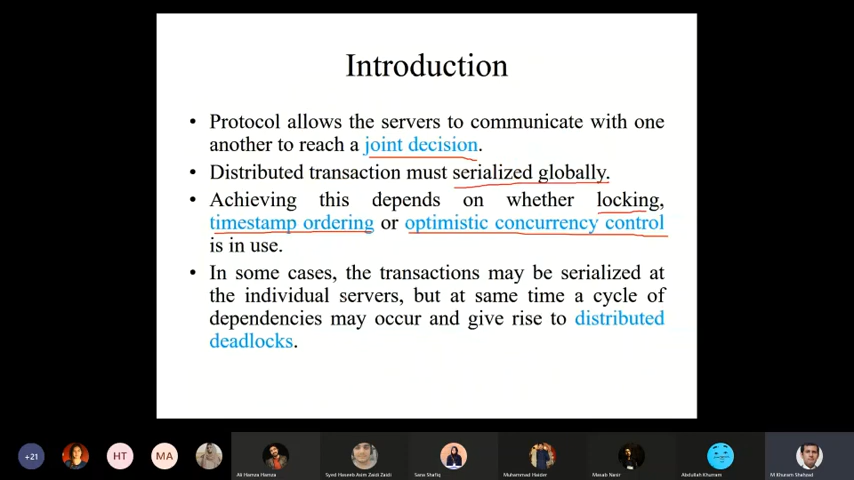 Introduction
• Protocol allows the servers to communicate with one
another to reach a joint decision.
• Distributed transaction must serialized globally.
• Achieving this depends on whether locking,
timestamp ordering or optimistic concurrency control
is in use.
• In some cases, the transactions may be serialized at
the individual servers, but at same time a cycle of
dependencies may occur and give rise to distributed
deadlocks.
+21
HT
MA
Ali Hamza Hamza
Syed Haseeb Azim Zaidi Zaidi
Sana Shafiq
Muhammad Haider
Masab Nasir
Abdullah Khurram
M Khuram Shahzad